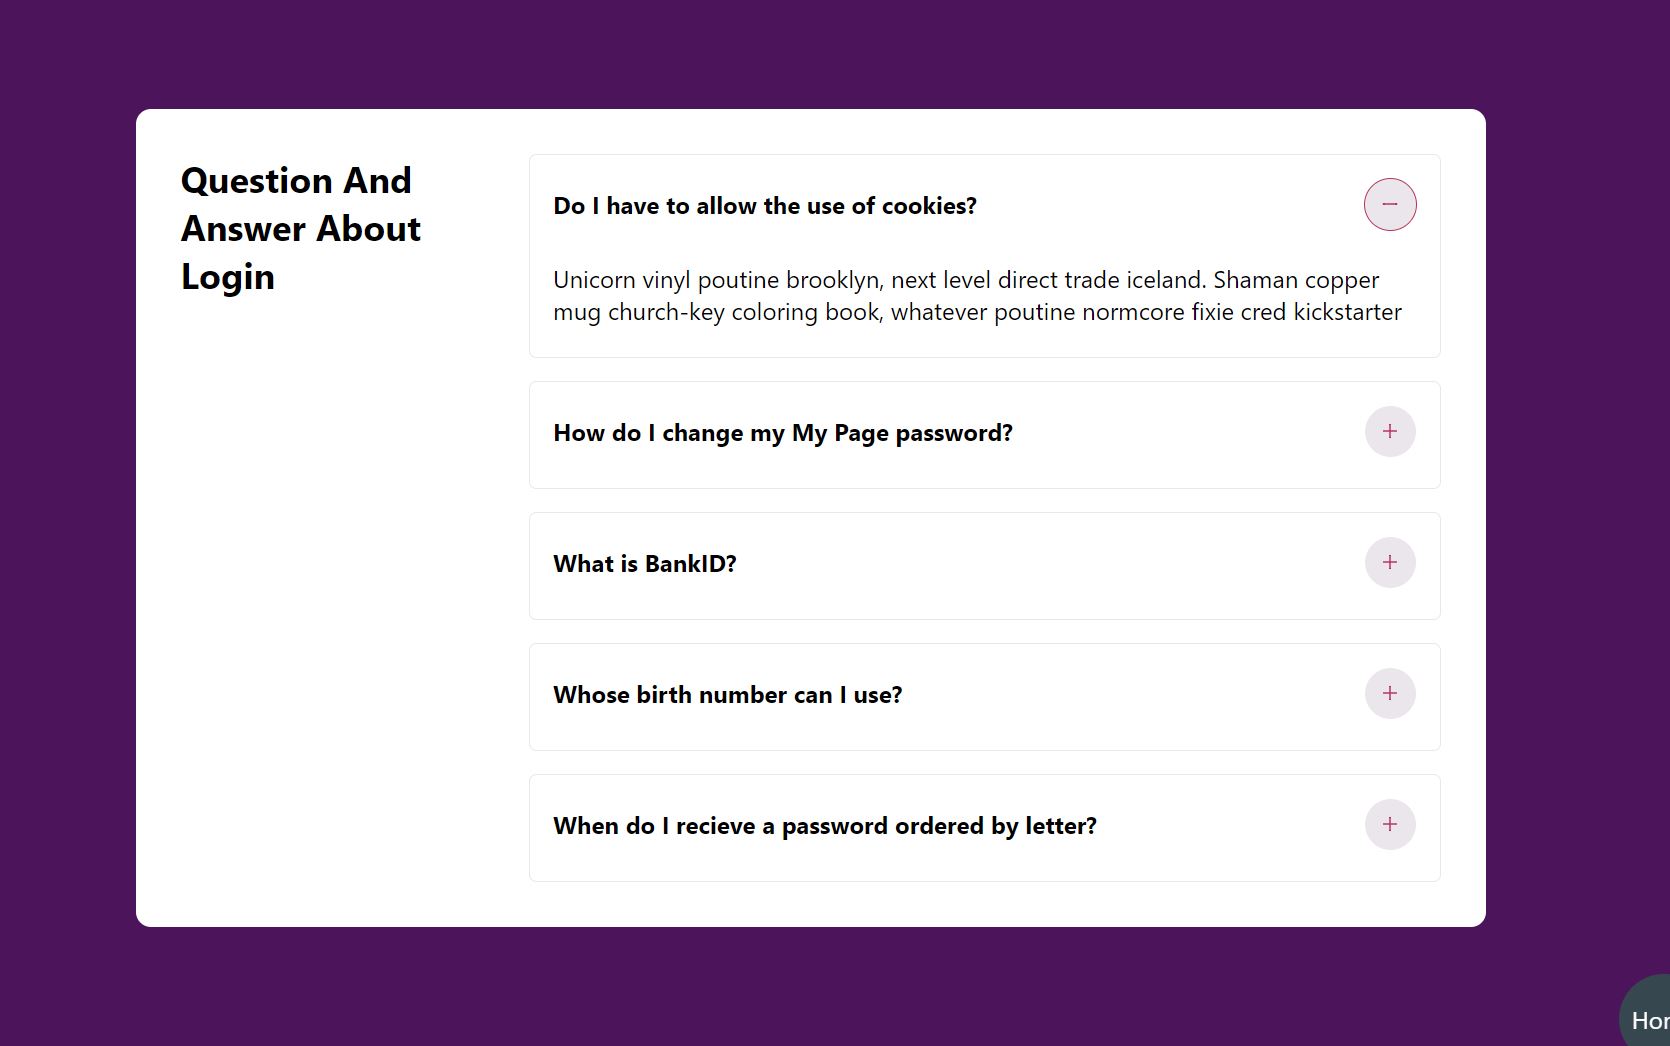 Question And
Answer About
Login
Do I have to allow the use of cookies?
Unicorn vinyl poutine brooklyn, next level direct trade iceland. Shaman copper
mug church-key coloring book, whatever poutine normcore fixie cred kickstarter
How do I change my My Page password?
What is BankID?
Whose birth number can I use?
When do I recieve a password ordered by letter?